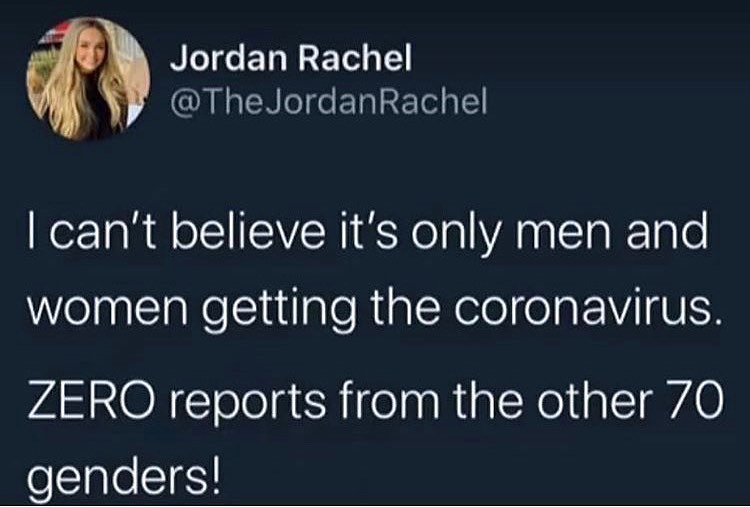 Jordan Rachel
@TheJordanRachel
I can't believe it's only men and
women getting the coronavirus.
ZERO reports from the other 70
genders!